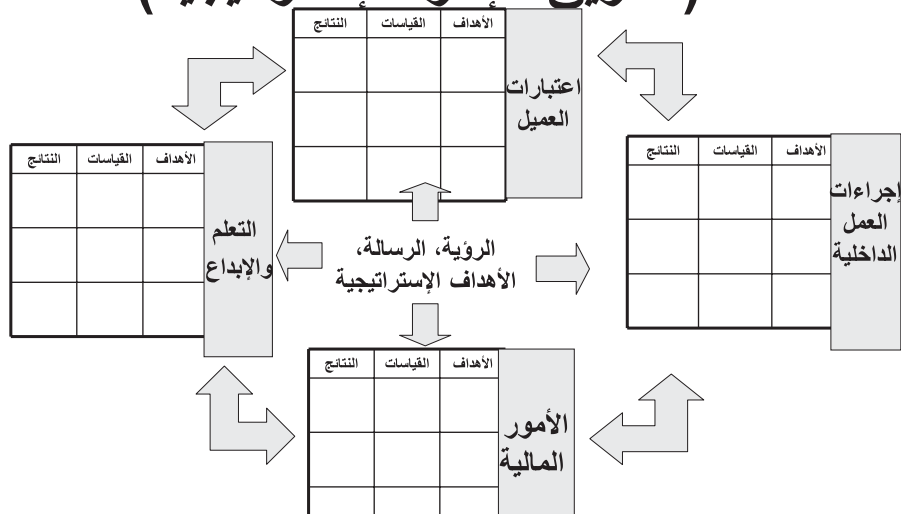 الأهداف القياسات النتائج
اعتبارات
العميل
الأهداف القياسات النتائج
إجراءات
العمل
الداخلية
الأهداف القياسات النتائج
التعلم
والإبداع
الرؤية، الرسالة،
الأهداف الإستراتيجية
الأهداف القياسات النتائج
الأمور
المالية